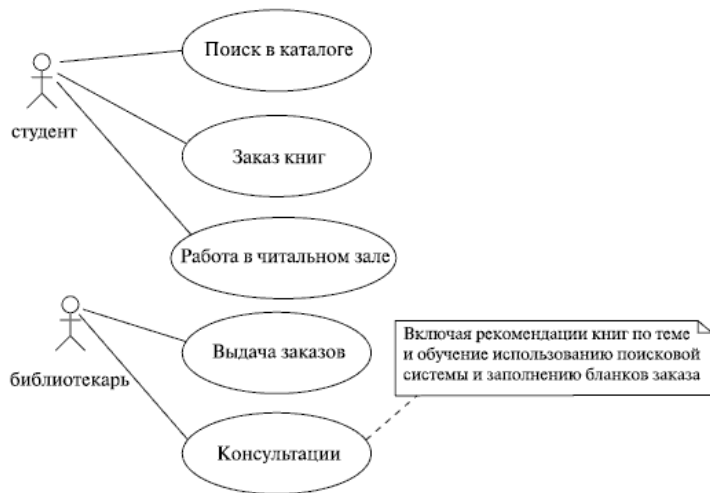 Поиск в каталоге
студент
Заказ книг
Работа в читальном зале
Выдача заказов
Включая рекомендации книг по теме
и обучение использованию поисковой
системы и заполнению бланков заказа
библиотекарь
Консультации